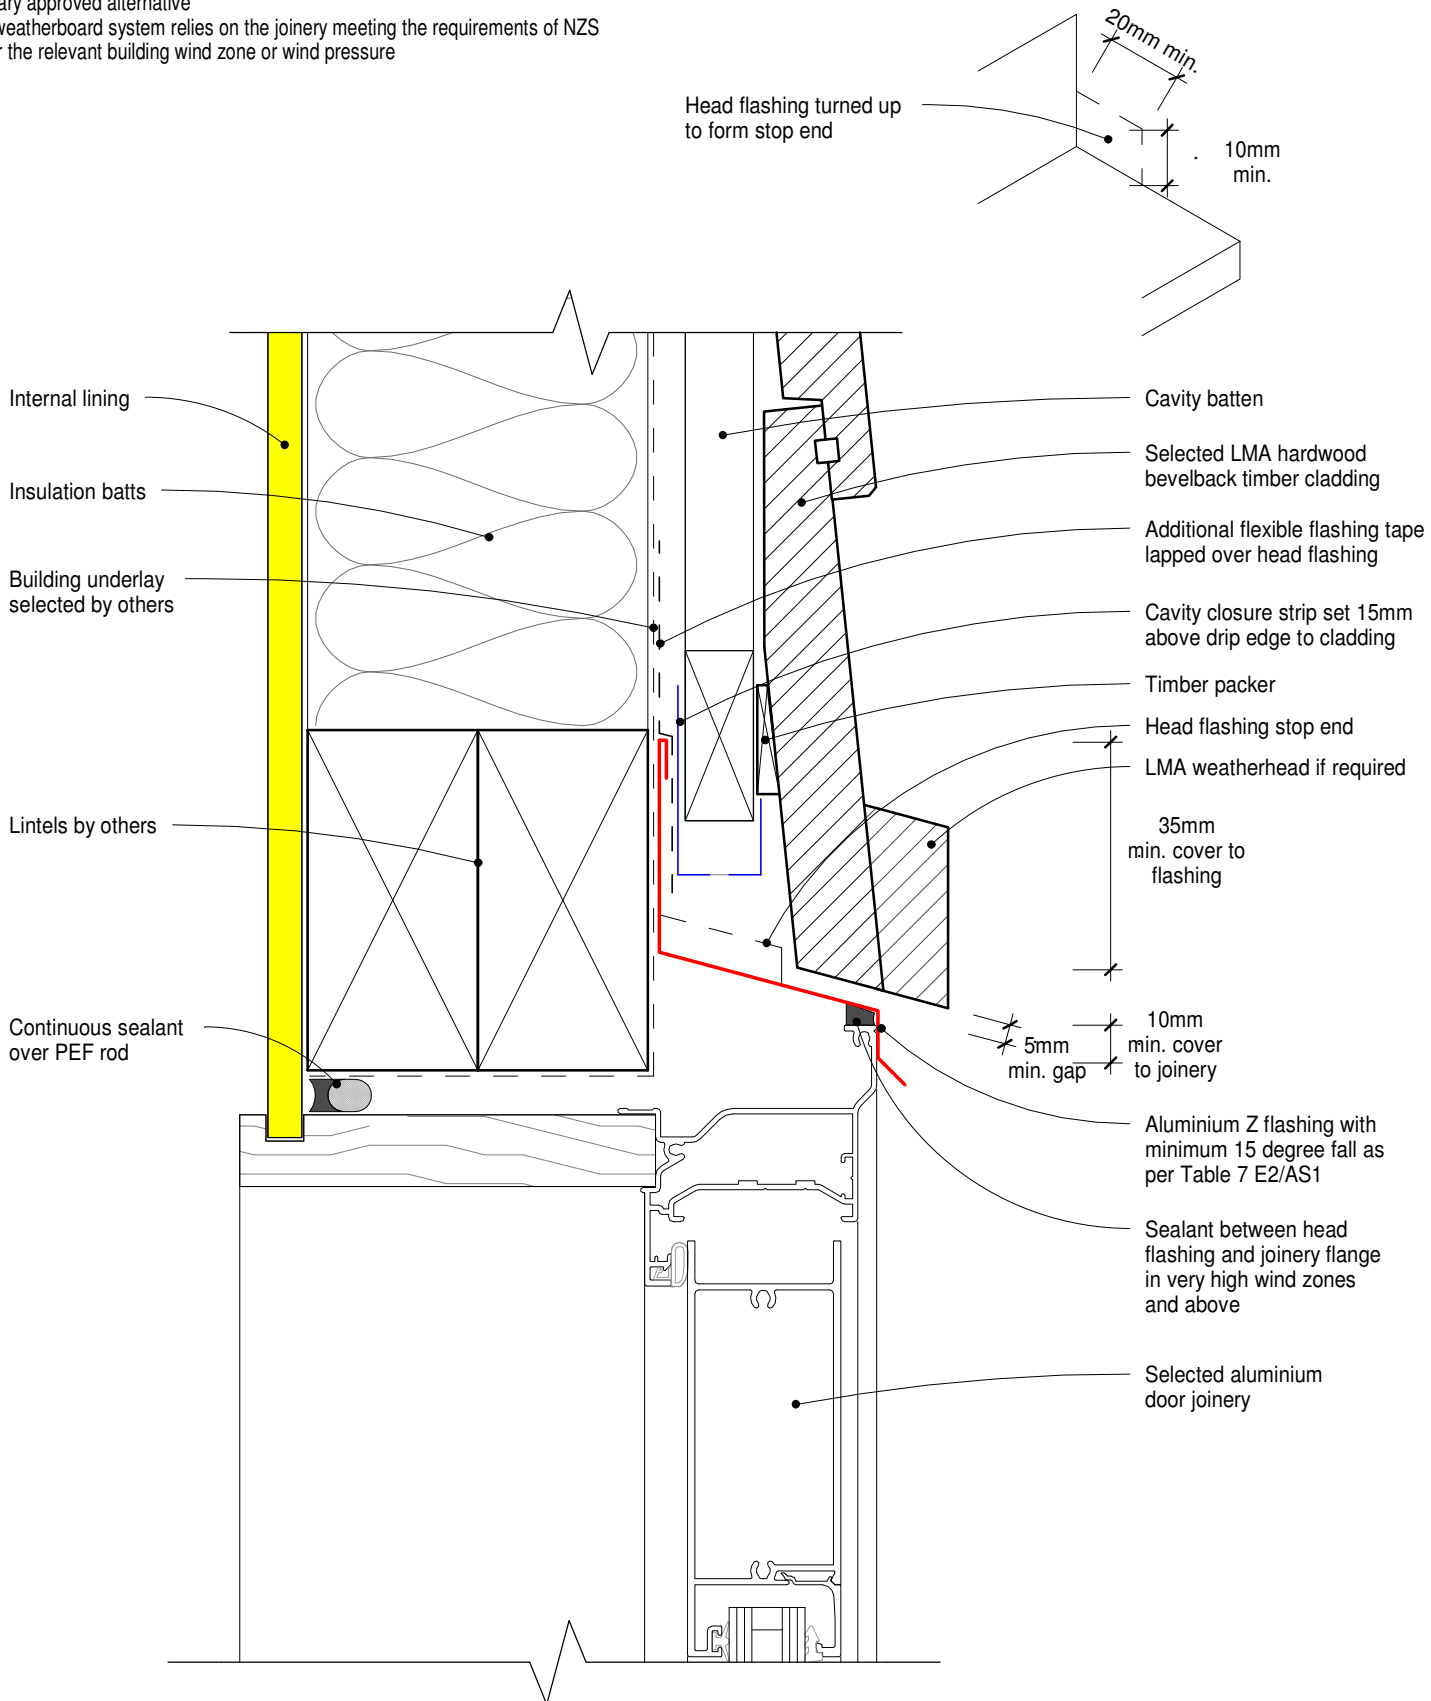 ary approved alternative
weatherboard system relies on the joinery meeting the requirements of NZS
r the relevant building wind zone or wind pressure
20mm min.
Head flashing turned up
to form stop end
10mm
min.
Internal lining
Insulation batts
Building underlay
selected by others
Lintels by others
Continuous sealant
over PEF rod
Cavity batten
Selected LMA hardwood
bevelback timber cladding
Additional flexible flashing tape
lapped over head flashing
Cavity closure strip set 15mm
above drip edge to cladding
Timber packer
Head flashing stop end
LMA weatherhead if required
35mm
min. cover to
flashing
5mm
min. gap
10mm
min. cover
to joinery
Aluminium Z flashing with
minimum 15 degree fall as
per Table 7 E2/AS1
Sealant between head
flashing and joinery flange
in very high wind zones
and above
Selected aluminium
door joinery